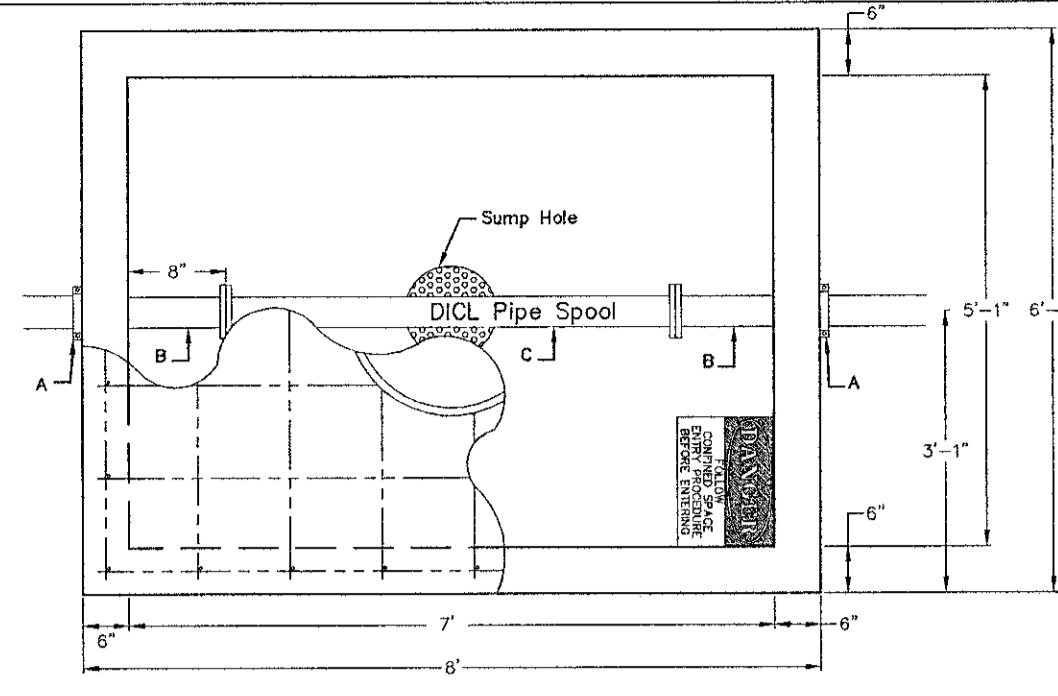 6"
Sump Hole
8"
DICL Pipe Spool
5'-1"
6'-
B
C
B
A
A
3'-1"
DANGER
FOLLOW
CONFINED SPACE
ENTRY PROCEDURE
BEFORE ENTERING
6"
6"
7'
6"
8'